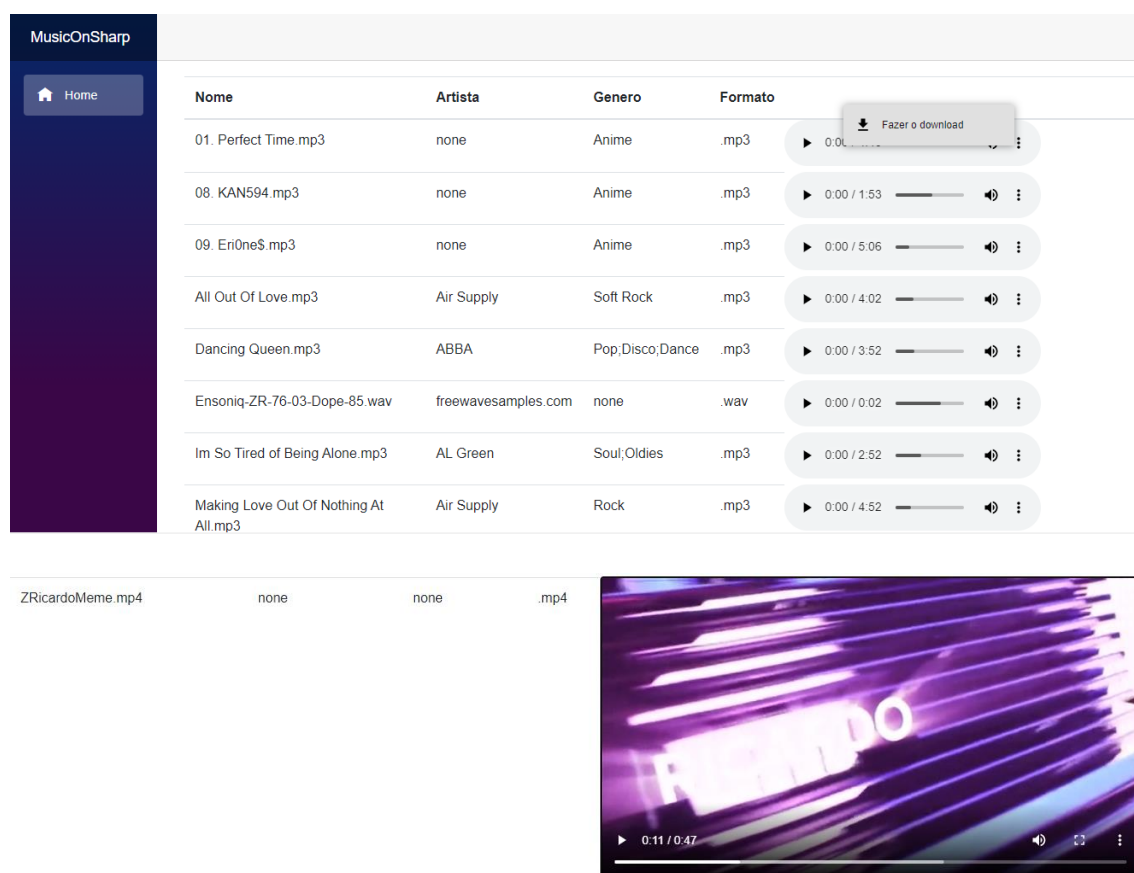 MusicOnSharp
Home
Nome Artista Genero Formato
Fazer o download
01. Perfect Time.mp3 none Anime .mp3 0:00
08. KAN594.mp3 none Anime .mp3 0:00 / 1:53
09. Eri0ne$.mp3 none Anime .mp3 0:00 / 5:06
All Out Of Love.mp3 Air Supply Soft Rock .mp3 0:00 / 4:02
Dancing Queen.mp3 ABBA Pop;Disco;Dance .mp3 0:00 / 3:52
Ensoniq-ZR-76-03-Dope-85.wav freewavesamples.com none .wav 0:00 / 0:02
Im So Tired of Being Alone.mp3 AL Green Soul;Oldies .mp3 0:00 / 2:52
Making Love Out Of Nothing At Air Supply Rock .mp3 0:00 / 4:52
All.mp3
ZRicardoMeme.mp4 none none .mp4
RICARDO
0:11 / 0:47